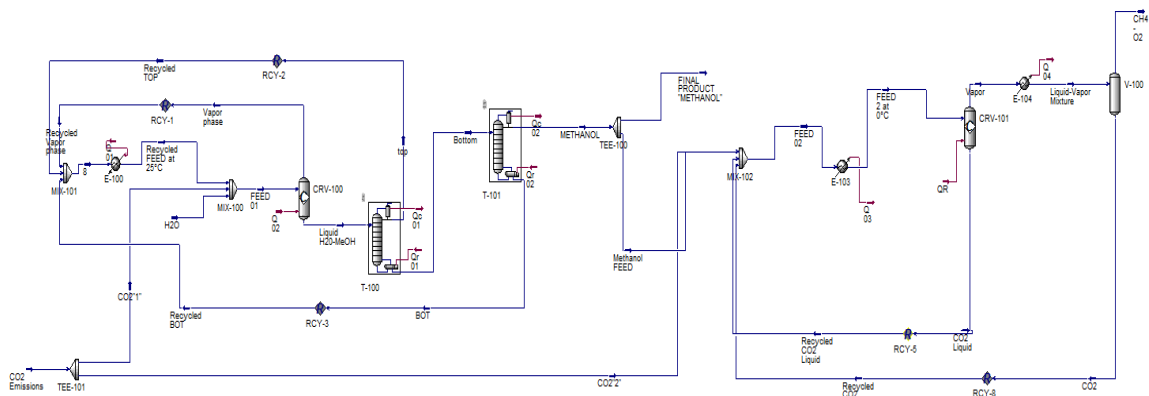 CH4
-
O2
Q
04
RCY-2
Recycled
TOP
FINAL
PRODUCT
"METHANOL"
FEED
2 at
0°C
Vapor
E-104
Liquid-Vapor
Mixture
V-100
RCY-1
Vapor
phase
Qc
02
CRV-101
Recycled
Vapor
phase
Q
01
Recycled
FEED at
25°C
Bottom
METHANOL
TEE-100
FEED
02
8
E-100
top
MIX-101
CRV-100
Qr
02
MIX-102
E-103
QR
MIX-100
FEED
01
T-101
H2O
Q
02
Qc
01
Q
03
Liquid
H20-MeOH
Qr
01
Methanol
FEED
T-100
CO2"1"
Recycled
BOT
RCY-3
BOT
Recycled
CO2
Liquid
RCY-5
CO2
Liquid
CO2
Emissions
TEE-101
CO2"2"
Recycled
CO2
RCY-8
CO2